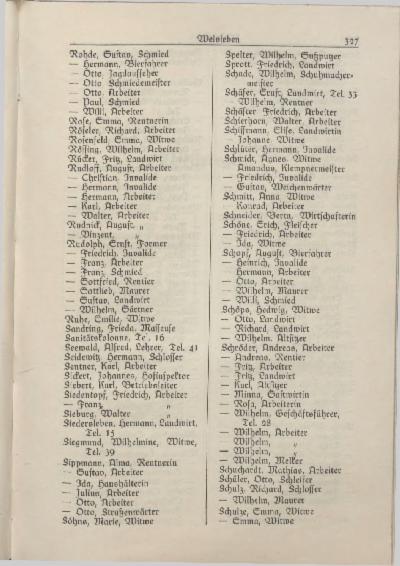 Welsleben 327
Rohde, Gustav, Schmied
— Hermann, Bierfahrer
— Otto, Jagdaufseher
— Otto, Schmiedemeister
— Otto, Arbeiter
— Paul, Schmied
— Willi, Arbeiter
Rose, Emma, Rentnerin
Röseler, Richard, Arbeiter
Rosenfeld, Emma, Witwe
Rössing, Wilhelm, Arbeiter
Rücker, Fritz, Landwirt
Rudloff, August, Arbeiter
— Christian, Invalide
— Hermann, Invalide
— Hermann, Arbeiter
— Karl, Arbeiter
— Walter, Arbeiter
Rudnick, August, „
— Vinzent, „
Rudolph, Ernst, Former
— Friedrich, Invalide
— Franz, Arbeiter
— Franz, Schmied
— Gottfried, Rentier
— Gottlieb, Maurer
— Gustav, Landwirt
— Wilhelm, Gärtner
Ruhe, Emilie, Witwe
Sandring, Frieda, Masseuse
Sanitätskolonne, Tel. 16
Seewald, Alfred, Lehrer, Tel. 41
Seidewitz, Hermann, Schlosser
Sentner, Karl, Arbeiter
Sickert, Johannes, Hofinspektor
Siebert, Karl, Betriebsleiter
Siedentopf, Friedrich, Arbeiter
— Franz „
Sieburg, Walter „
Siedersleben, Hermann, Landwirt,
Tel. 15
Siegmund, Wilhelmine, Witwe,
Tel. 39
Sippmann, Alma, Rentnerin
— Gustav, Arbeiter
— Ida, Haushälterin
— Julian, Arbeiter
— Otto, Arbeiter
— Otto, Straßenwärter
Söhns, Marie, Witwe
Spelter, Wilhelm, Gußputzer
Sprott, Friedrich, Landwirt
Schade, Wilhelm, Schuhmacher-
meister
Schäfer, Ernst, Landwirt, Tel. 33
— Wilhelm, Rentner
Schäffer, Friedrich, Arbeiter
Schierhorn, Walter, Arbeiter
Schiffmann, Elise, Landwirtin
— Johanne, Witwe
Schlüter, Hermann, Invalide
Schmidt, Agnes, Witwe
— Amandus, Klempnermeister
— Friedrich, Invalide
— Gustav, Weichenwärter
Schmitt, Anna, Witwe
— Konrad, Arbeiter
Schneider, Berta, Wirtschafterin
Schöne, Erich, Fleischer
— Friedrich, Arbeiter
— Ida, Witwe
Schopf, August, Bierfahrer
— Heinrich, Invalide
— Hermann, Arbeiter
— Otto, Arbeiter
— Wilhelm, Maurer
— Willi, Schmied
Schöps, Hedwig, Witwe
— Otto, Landwirt
— Richard, Landwirt
— Wilhelm, Altsitzer
Schröder, Andreas, Arbeiter
— Andreas, Rentier
— Fritz, Arbeiter
— Fritz, Landwirt
— Karl, Altsitzer
— Minna, Gastwirtin
— Rosa, Arbeiterin
— Wilhelm, Geschäftsführer,
Tel. 28
— Wilhelm, Arbeiter
— Wilhelm, „
— Wilhelm, „
— Wilhelm, Melker
Schuchardt, Mathias, Arbeiter
Schüler, Otto, Schleifer
Schulz, Richard, Schlosser
— Wilhelm, Maurer
Schulze, Emma, Witwe
— Emma, Witwe